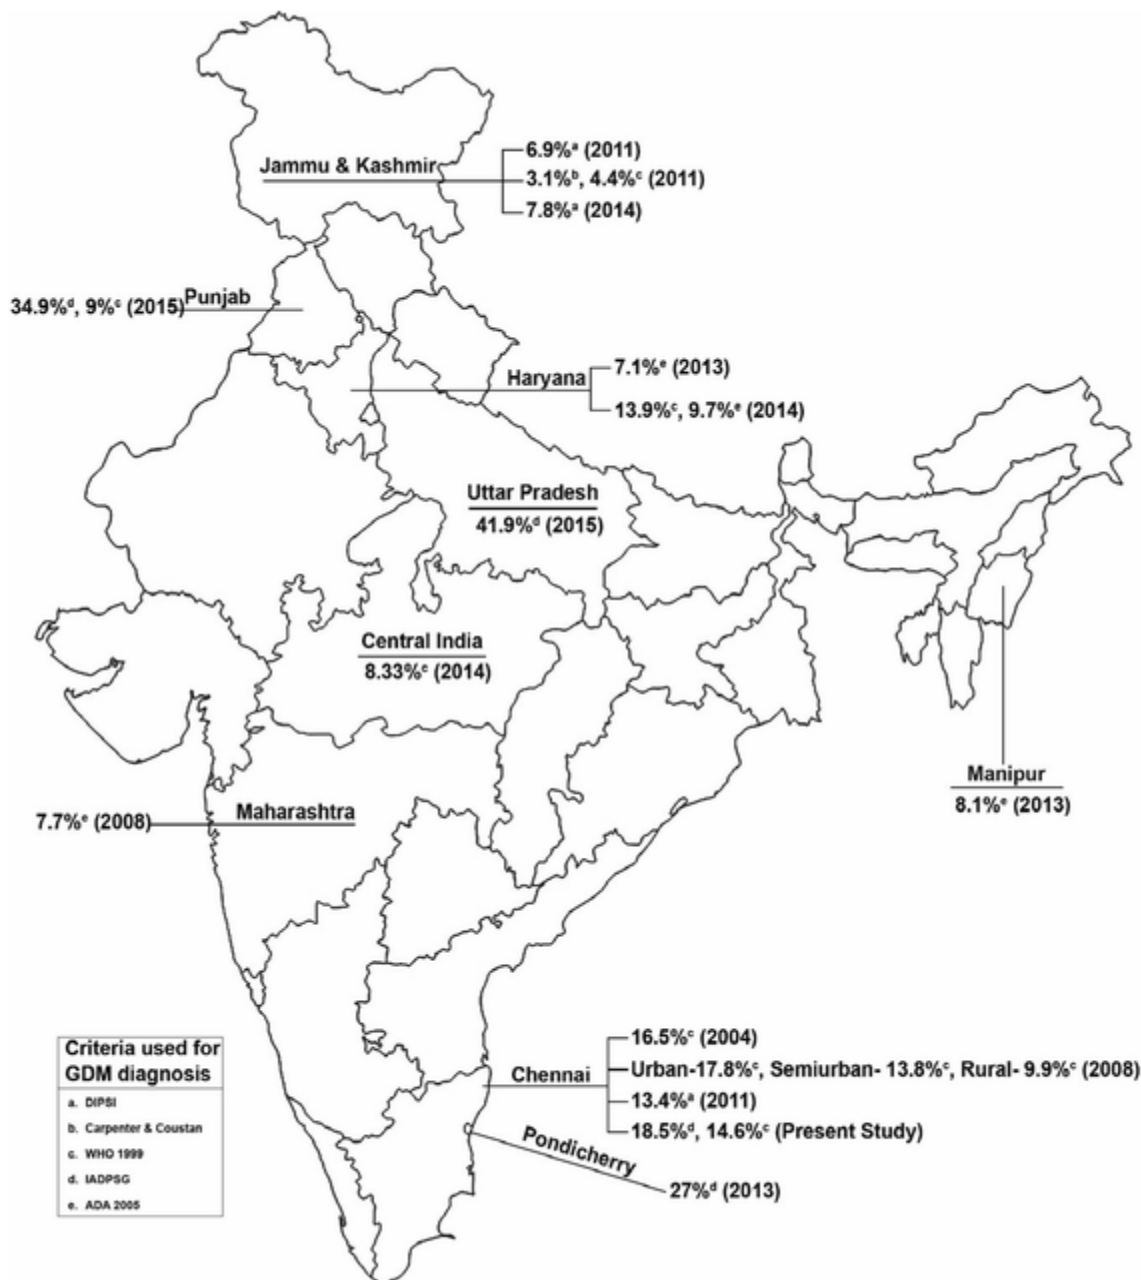 Jammu & Kashmir
6.9%ᵃ (2011)
3.1%ᵇ, 4.4%ᶜ (2011)
7.8%ᵃ (2014)
Punjab
34.9%ᵈ, 9%ᶜ (2015)
Haryana
7.1%ᵉ (2013)
13.9%ᶜ, 9.7%ᵉ (2014)
Uttar Pradesh
41.9%ᵈ (2015)
Central India
8.33%ᶜ (2014)
Manipur
8.1%ᵉ (2013)
Maharashtra
7.7%ᵉ (2008)
Chennai
16.5%ᶜ (2004)
Urban-17.8%ᶜ, Semiurban- 13.8%ᶜ, Rural- 9.9%ᶜ (2008)
13.4%ᵃ (2011)
18.5%ᵈ, 14.6%ᶜ (Present Study)
Pondicherry
27%ᵈ (2013)
Criteria used for
GDM diagnosis
a. DIPSI
b. Carpenter & Coustan
c. WHO 1999
d. IADPSG
e. ADA 2005